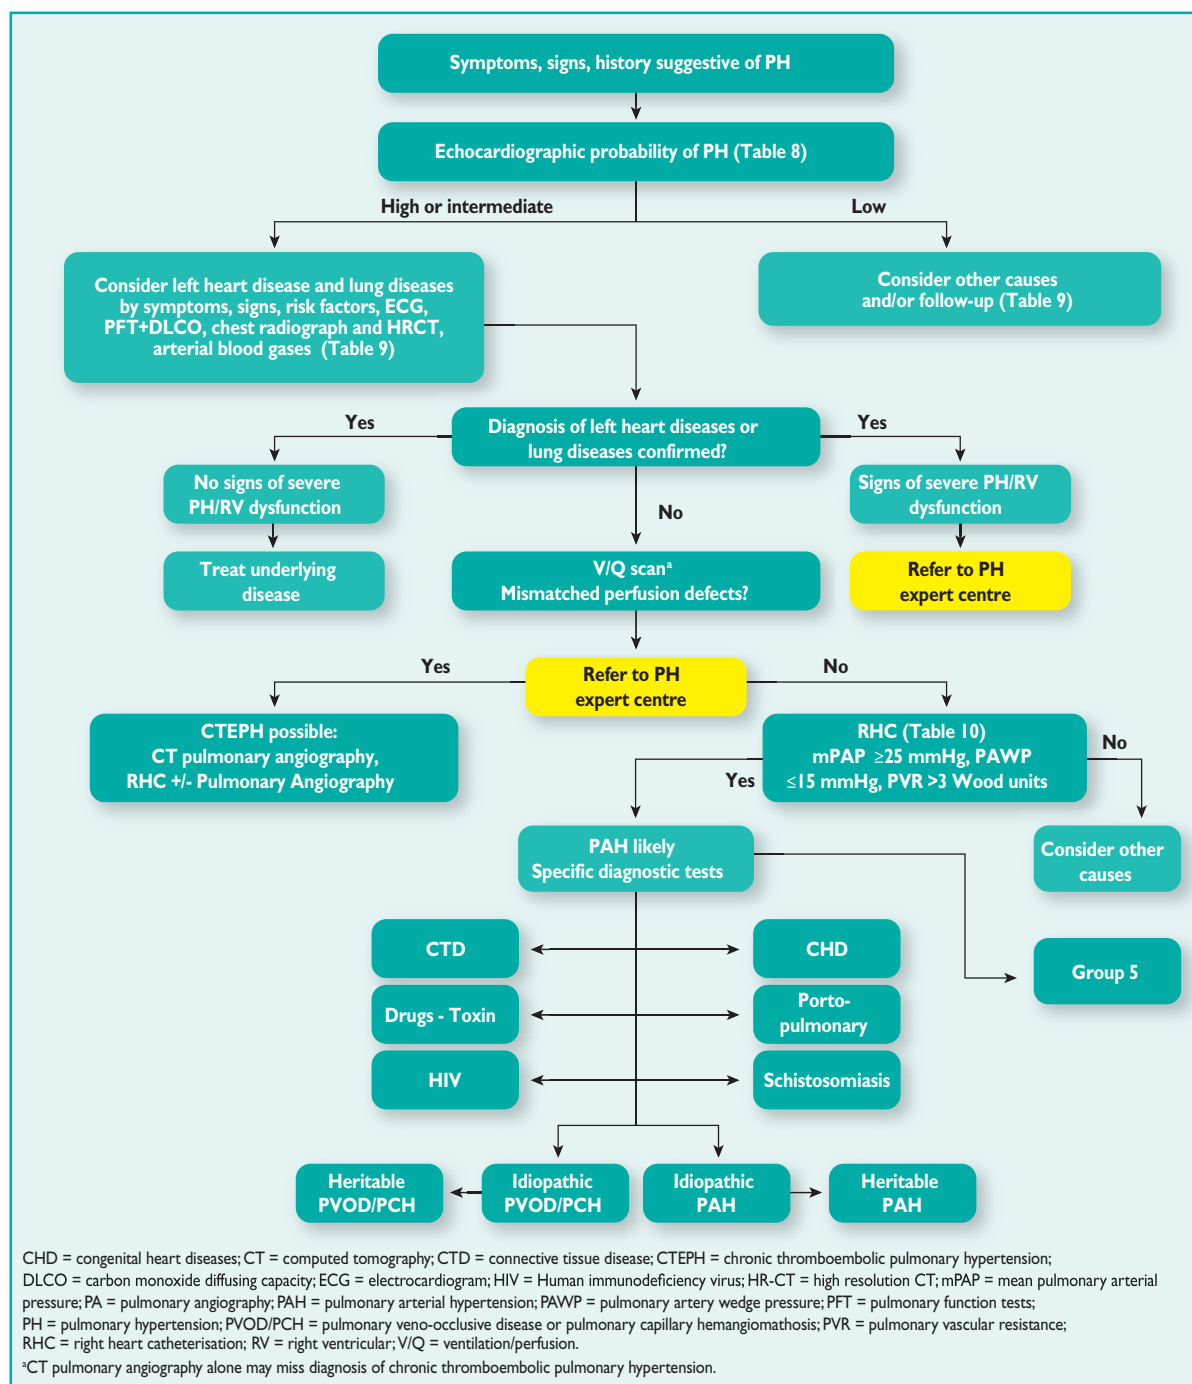 Symptoms, signs, history suggestive of PH
Echocardiographic probability of PH (Table 8)
High or intermediate
Low
Consider left heart disease and lung diseases
by symptoms, signs, risk factors, ECG,
PFT+DLCO, chest radiograph and HRCT,
arterial blood gases (Table 9)
Consider other causes
and/or follow-up (Table 9)
Yes
Diagnosis of left heart diseases or
lung diseases confirmed?
Yes
No signs of severe
PH/RV dysfunction
Signs of severe PH/RV
dysfunction
No
Treat underlying
disease
V/Q scanᵃ
Mismatched perfusion defects?
Refer to PH
expert centre
Yes
Refer to PH
expert centre
No
CTEPH possible:
CT pulmonary angiography,
RHC +/- Pulmonary Angiography
RHC (Table 10)
mPAP ≥25 mmHg, PAWP
≤15 mmHg, PVR >3 Wood units
No
Yes
PAH likely
Specific diagnostic tests
Consider other
causes
CTD
CHD
Group 5
Drugs - Toxin
Porto-
pulmonary
HIV
Schistosomiasis
Heritable
PVOD/PCH
Idiopathic
PVOD/PCH
Idiopathic
PAH
Heritable
PAH
CHD = congenital heart diseases; CT = computed tomography; CTD = connective tissue disease; CTEPH = chronic thromboembolic pulmonary hypertension;
DLCO = carbon monoxide diffusing capacity; ECG = electrocardiogram; HIV = Human immunodeficiency virus; HR-CT = high resolution CT; mPAP = mean pulmonary arterial
pressure; PA = pulmonary angiography; PAH = pulmonary arterial hypertension; PAWP = pulmonary artery wedge pressure; PFT = pulmonary function tests;
PH = pulmonary hypertension; PVOD/PCH = pulmonary veno-occlusive disease or pulmonary capillary hemangiomathosis; PVR = pulmonary vascular resistance;
RHC = right heart catheterisation; RV = right ventricular; V/Q = ventilation/perfusion.
ᵃCT pulmonary angiography alone may miss diagnosis of chronic thromboembolic pulmonary hypertension.